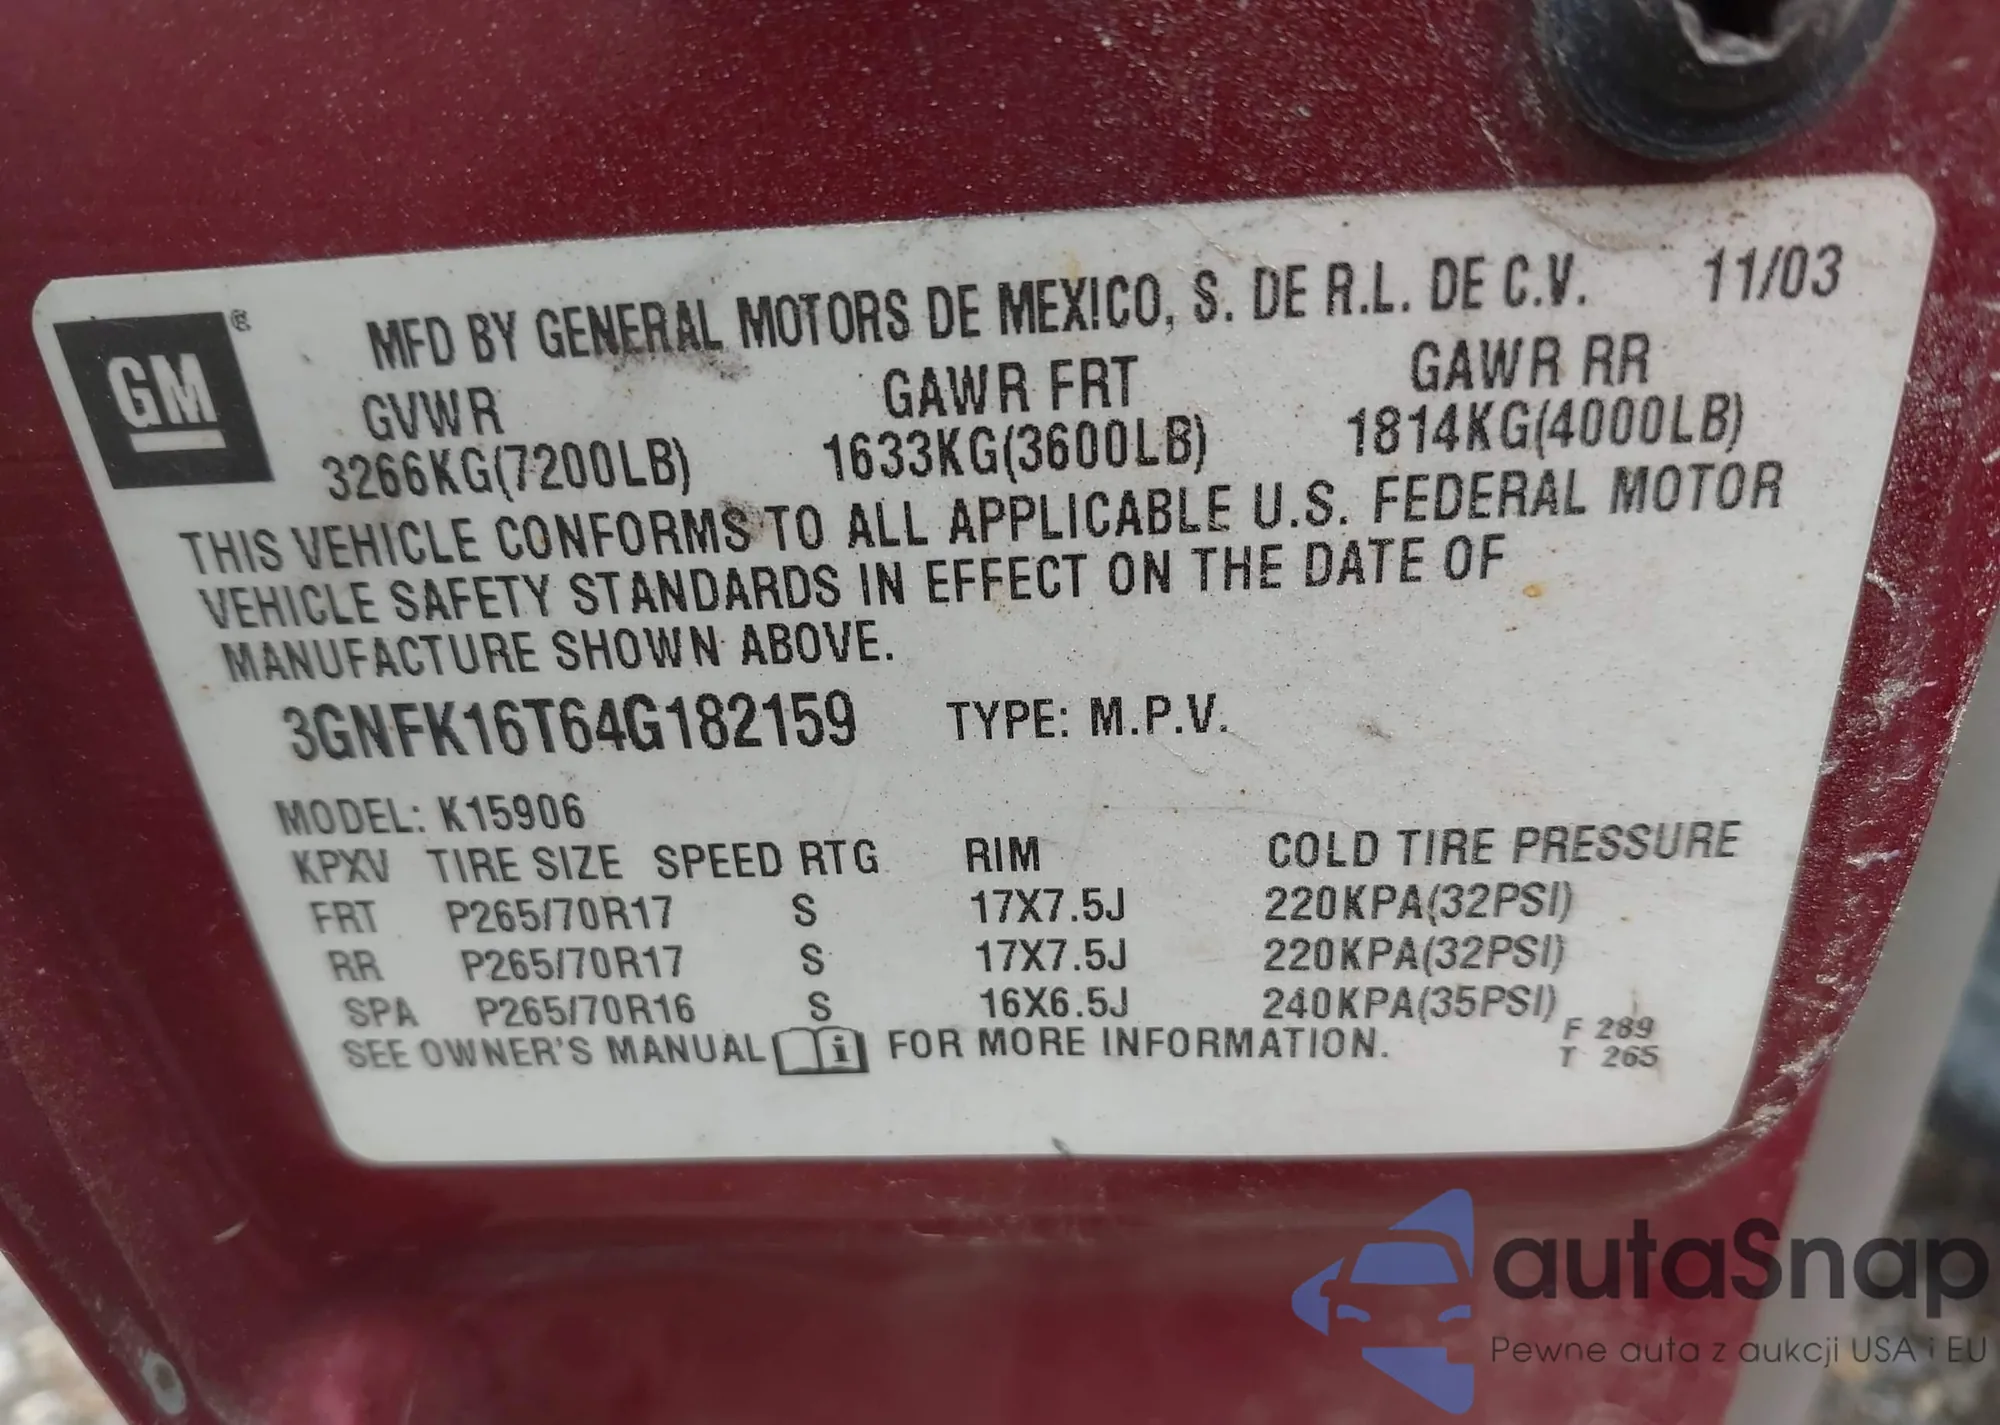 GM ®
MFD BY GENERAL MOTORS DE MEXICO, S. DE R.L. DE C.V. 11/03
GVWR GAWR FRT GAWR RR
3266KG(7200LB) 1633KG(3600LB) 1814KG(4000LB)
THIS VEHICLE CONFORMS TO ALL APPLICABLE U.S. FEDERAL MOTOR
VEHICLE SAFETY STANDARDS IN EFFECT ON THE DATE OF
MANUFACTURE SHOWN ABOVE.
3GNFK16T64G182159 TYPE: M.P.V.
MODEL: K15906
KPXV TIRE SIZE SPEED RTG RIM COLD TIRE PRESSURE
FRT P265/70R17 S 17X7.5J 220KPA(32PSI)
RR P265/70R17 S 17X7.5J 220KPA(32PSI)
SPA P265/70R16 S 16X6.5J 240KPA(35PSI)
SEE OWNER'S MANUAL i FOR MORE INFORMATION.
F 289
T 265
autaSnap
Pewne auta z aukcji USA i EU